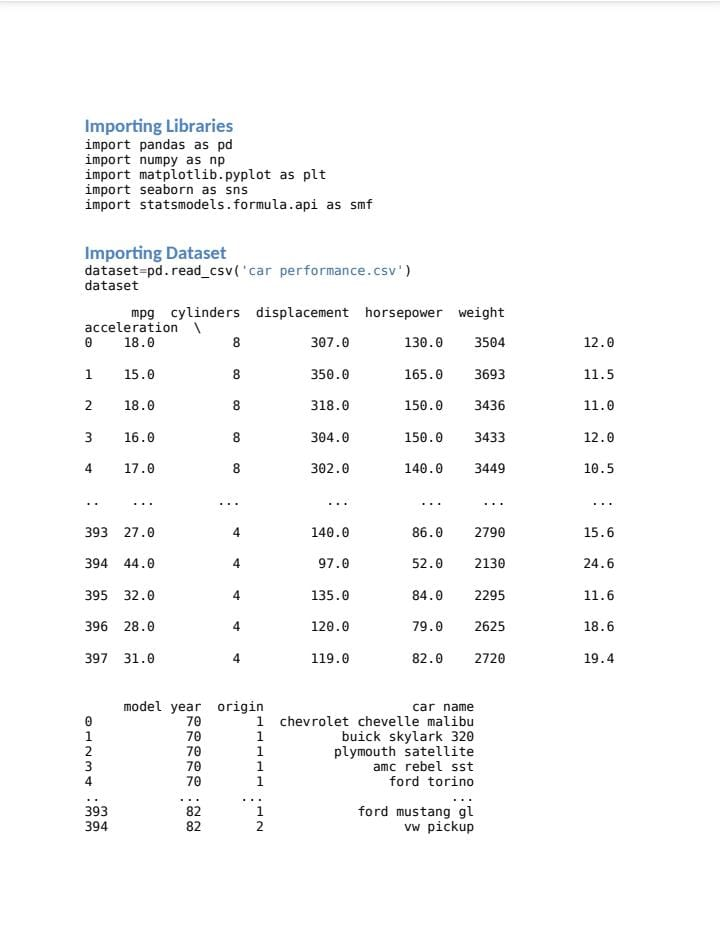 Importing Libraries
import pandas as pd
import numpy as np
import matplotlib.pyplot as plt
import seaborn as sns
import statsmodels.formula.api as smf
Importing Dataset
dataset=pd.read_csv('car performance.csv')
dataset
mpg cylinders displacement horsepower weight
acceleration \
0 18.0 8 307.0 130.0 3504 12.0
1 15.0 8 350.0 165.0 3693 11.5
2 18.0 8 318.0 150.0 3436 11.0
3 16.0 8 304.0 150.0 3433 12.0
4 17.0 8 302.0 140.0 3449 10.5
.. ... ... ... ... ... ...
393 27.0 4 140.0 86.0 2790 15.6
394 44.0 4 97.0 52.0 2130 24.6
395 32.0 4 135.0 84.0 2295 11.6
396 28.0 4 120.0 79.0 2625 18.6
397 31.0 4 119.0 82.0 2720 19.4
model year origin car name
0 70 1 chevrolet chevelle malibu
1 70 1 buick skylark 320
2 70 1 plymouth satellite
3 70 1 amc rebel sst
4 70 1 ford torino
.. ... ... ...
393 82 1 ford mustang gl
394 82 2 vw pickup